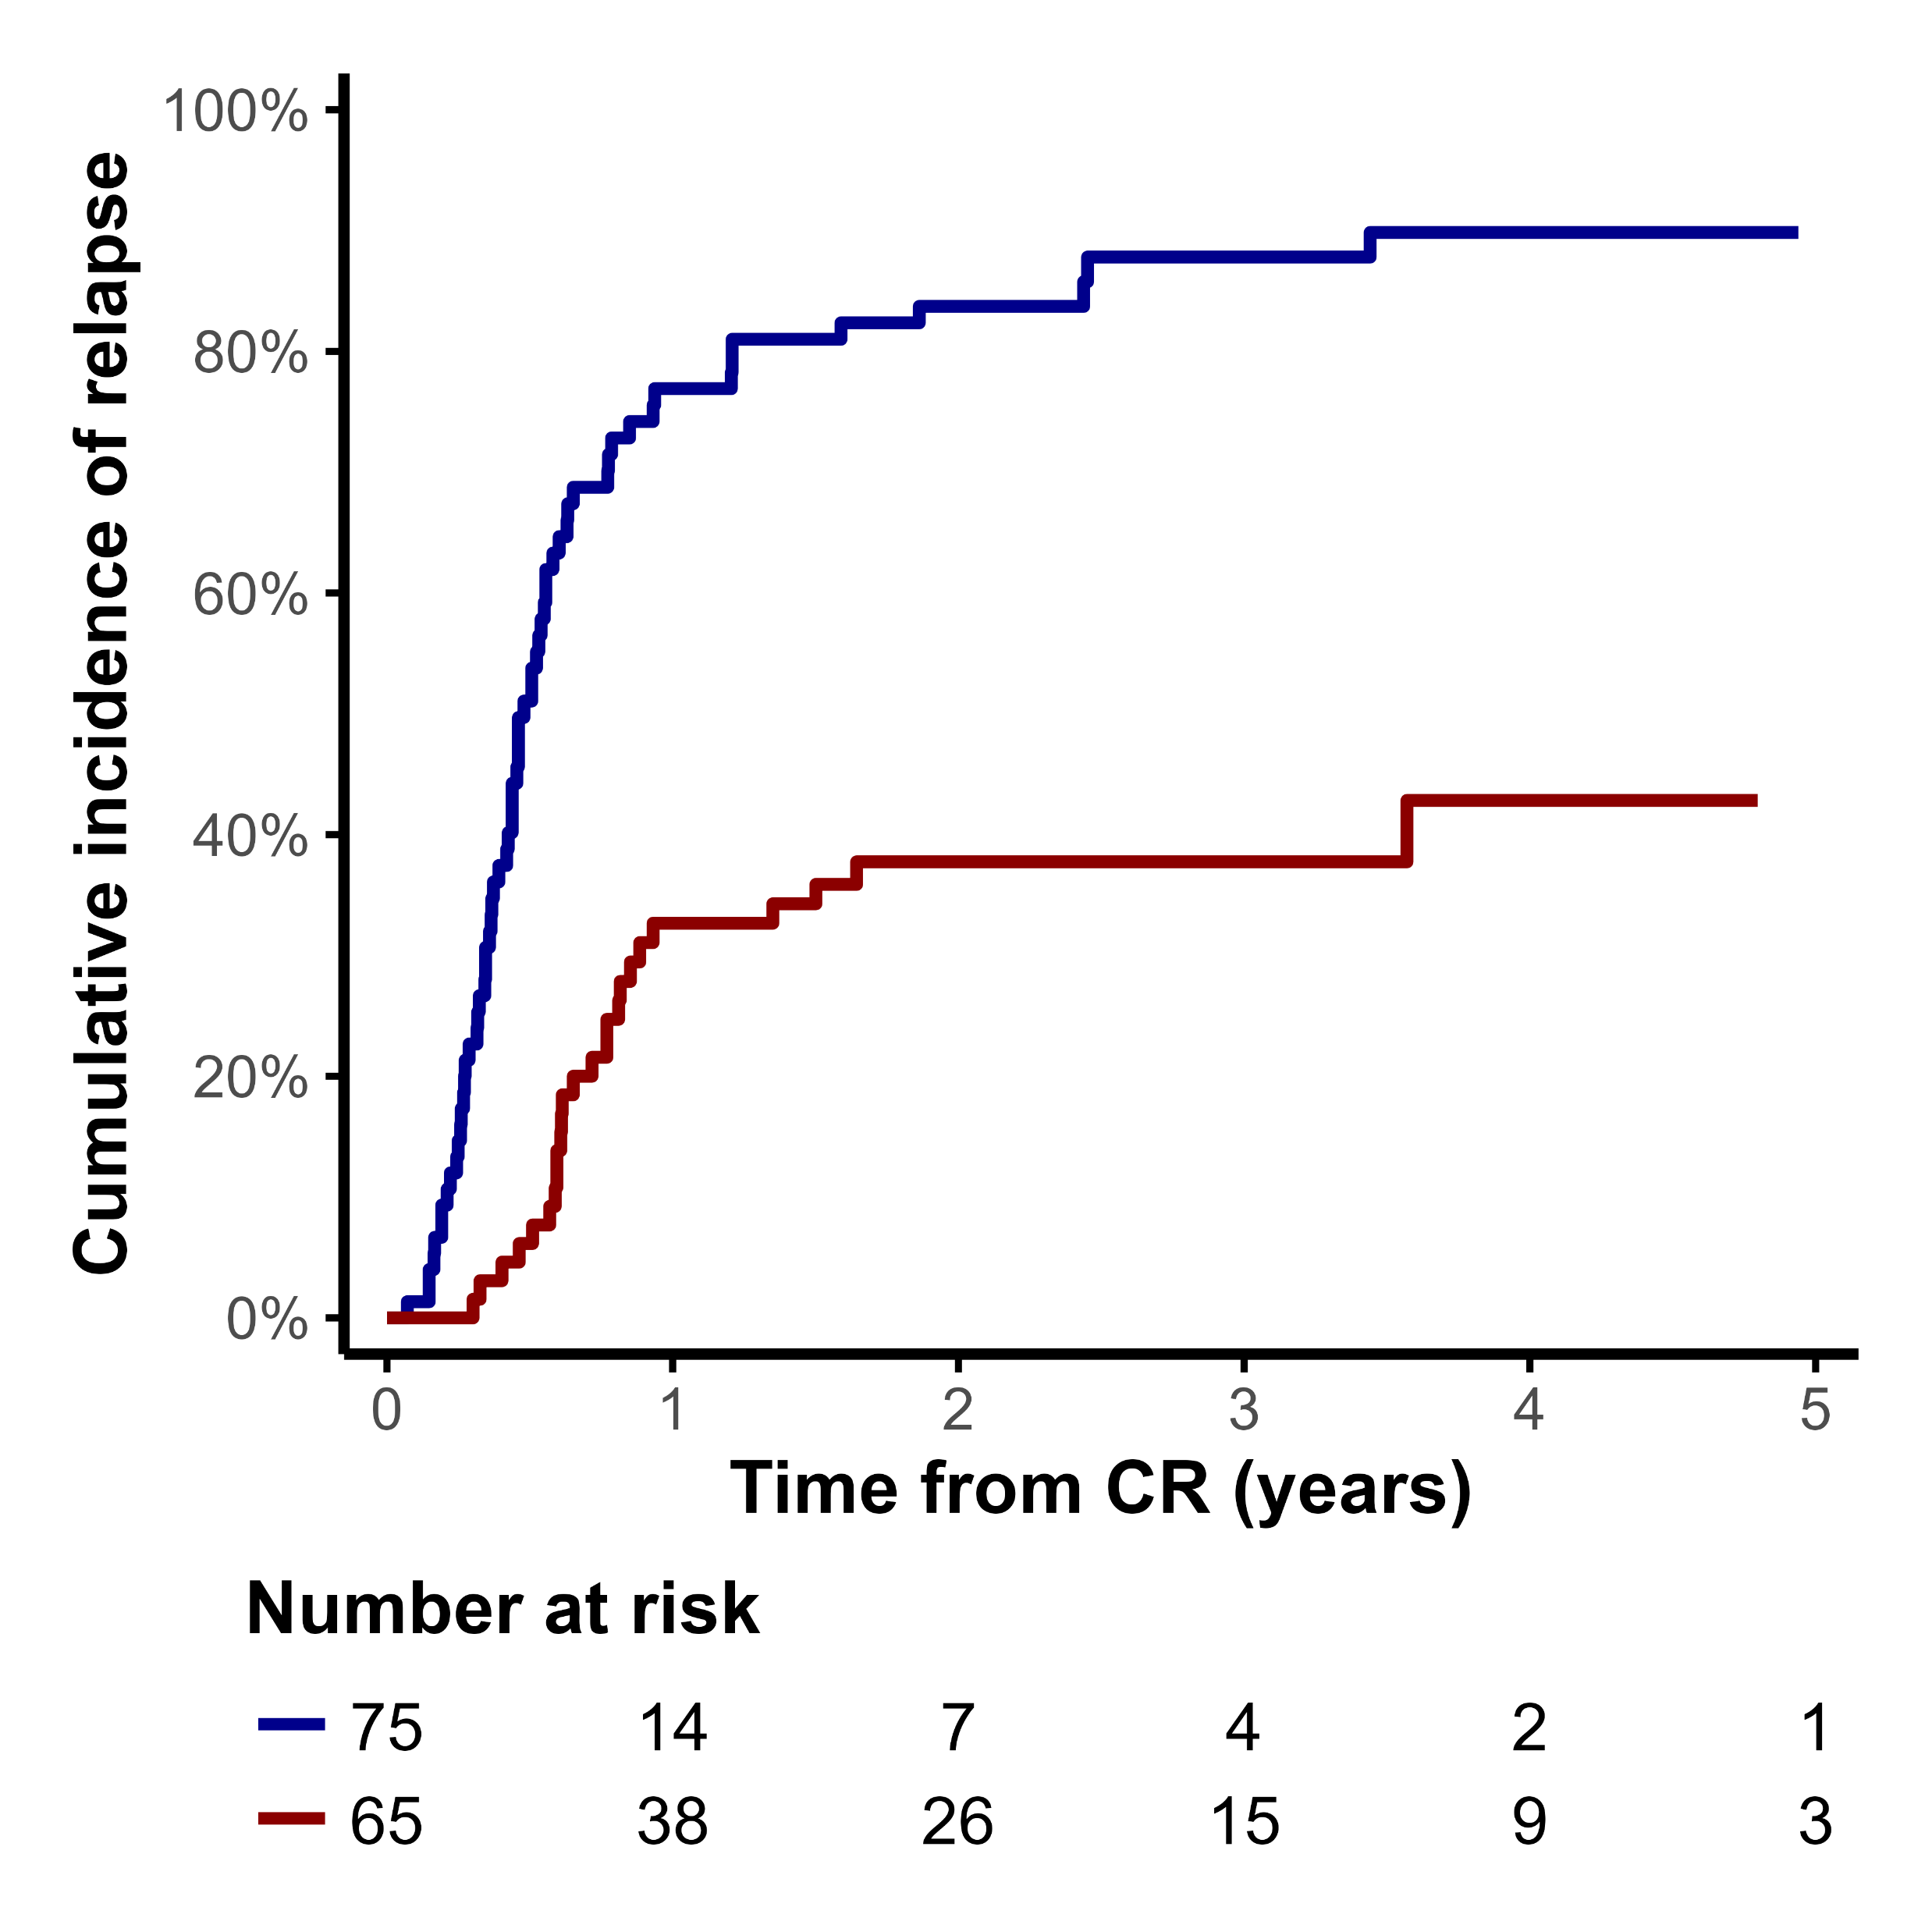 Cumulative incidence of relapse
100%
80%
60%
40%
20%
0%
0 1 2 3 4 5
Time from CR (years)
Number at risk
75 14 7 4 2 1
65 38 26 15 9 3